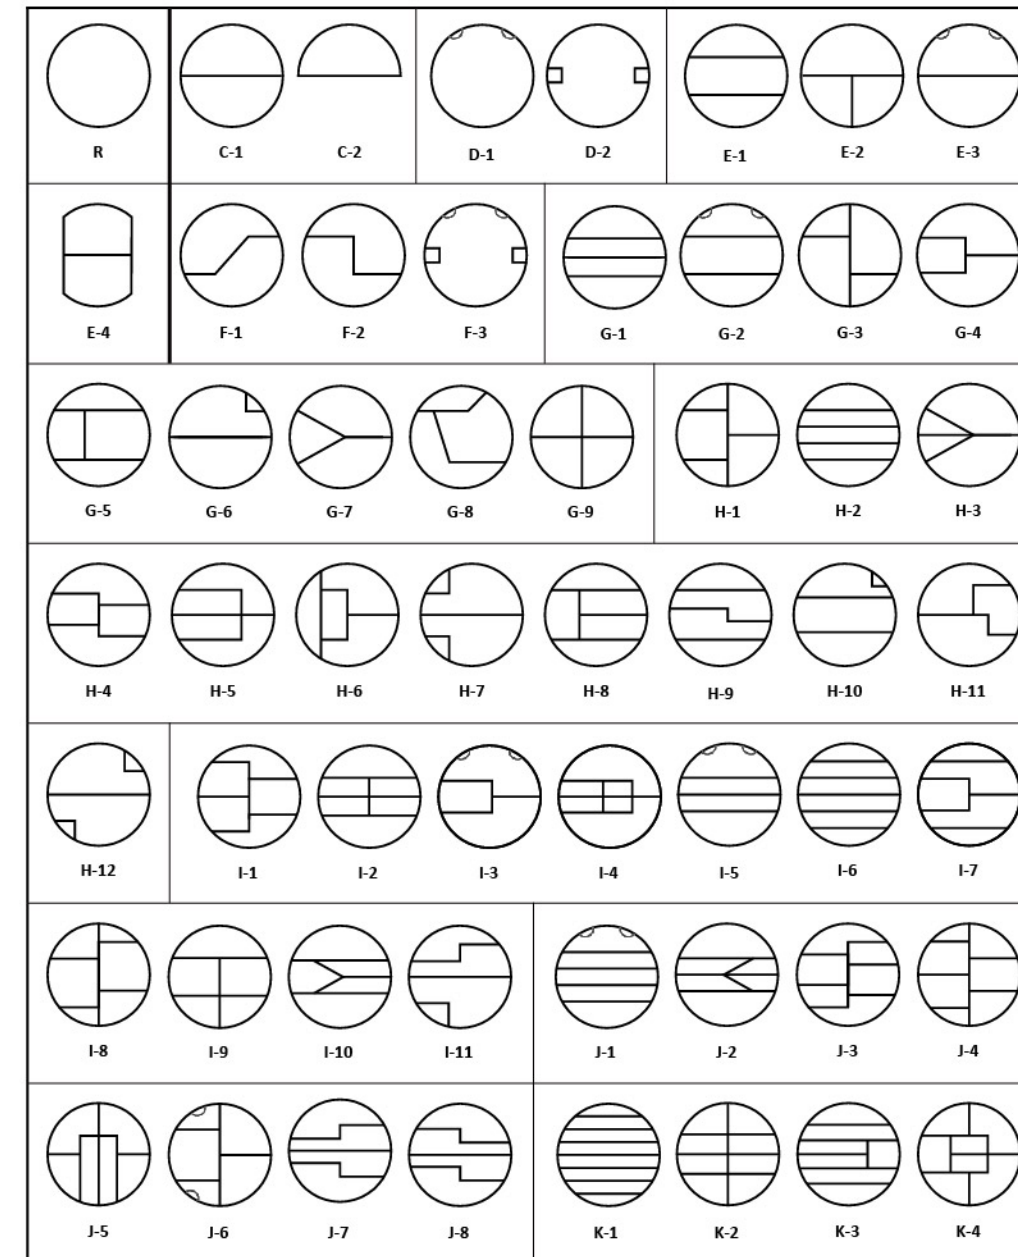 R C-1 C-2 D-1 D-2 E-1 E-2 E-3
E-4 F-1 F-2 F-3 G-1 G-2 G-3 G-4
G-5 G-6 G-7 G-8 G-9 H-1 H-2 H-3
H-4 H-5 H-6 H-7 H-8 H-9 H-10 H-11
H-12 I-1 I-2 I-3 I-4 I-5 I-6 I-7
I-8 I-9 I-10 I-11 J-1 J-2 J-3 J-4
J-5 J-6 J-7 J-8 K-1 K-2 K-3 K-4